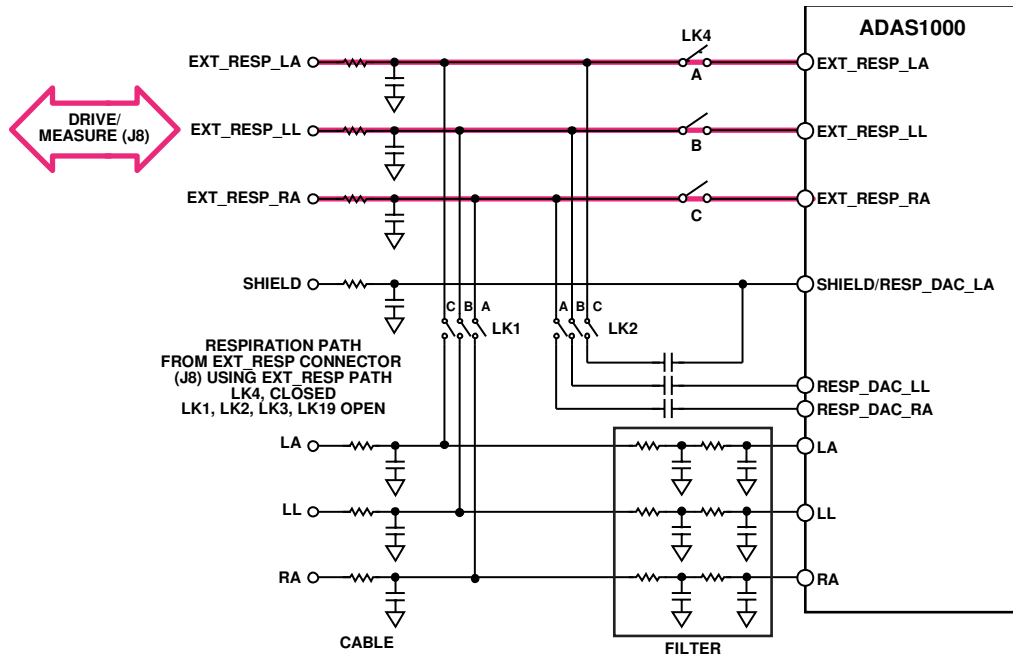 ADAS1000
LK4
EXT_RESP_LA
A
EXT_RESP_LA
DRIVE/
MEASURE (J8)
EXT_RESP_LL
B
EXT_RESP_LL
EXT_RESP_RA
C
EXT_RESP_RA
SHIELD
SHIELD/RESP_DAC_LA
C B A
LK1
A B C
LK2
RESPIRATION PATH
FROM EXT_RESP CONNECTOR
(J8) USING EXT_RESP PATH
LK4, CLOSED
LK1, LK2, LK3, LK19 OPEN
RESP_DAC_LL
RESP_DAC_RA
LA
LA
LL
LL
RA
RA
CABLE
FILTER